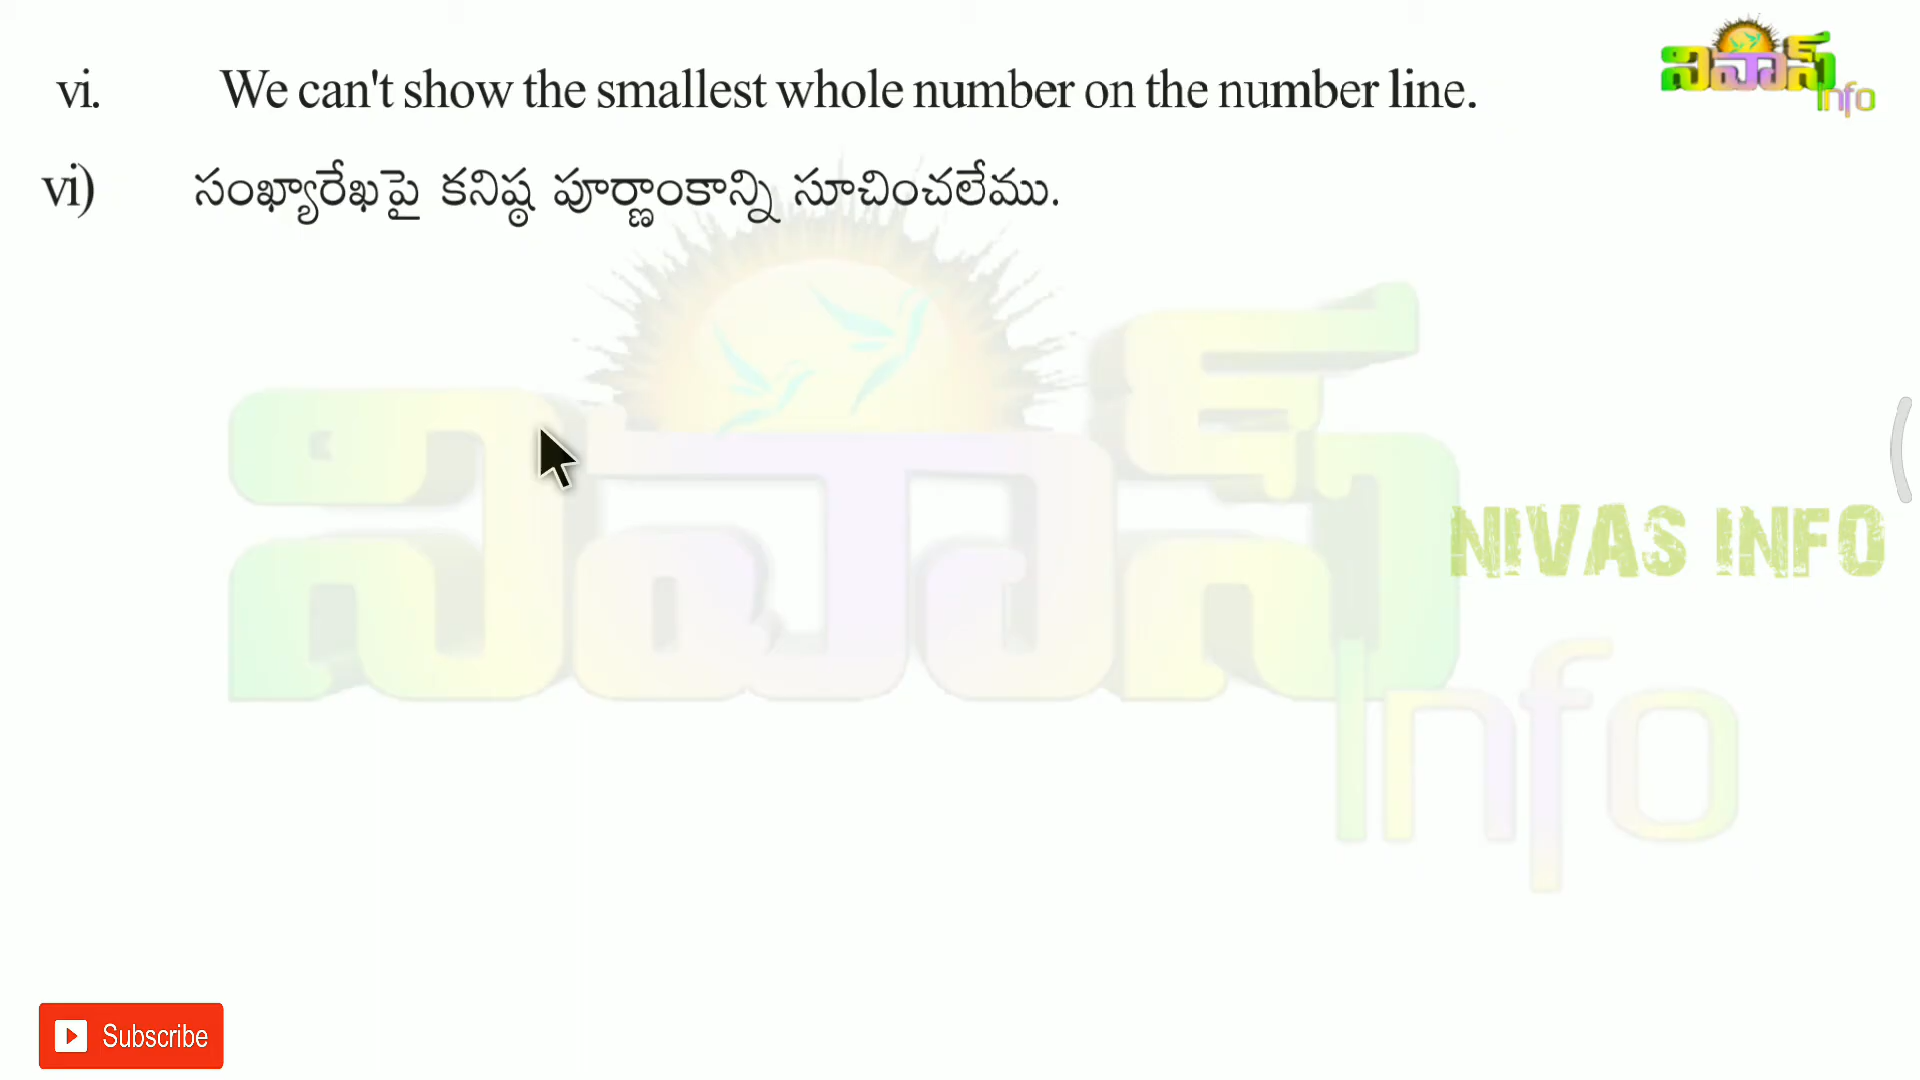 vi. We can't show the smallest whole number on the number line.
నివాస్
Info
vi) సంఖ్యారేఖపై కనిష్ఠ పూర్ణాంకాన్ని సూచించలేము.
నివాస్
NIVAS INFO
Info
Subscribe